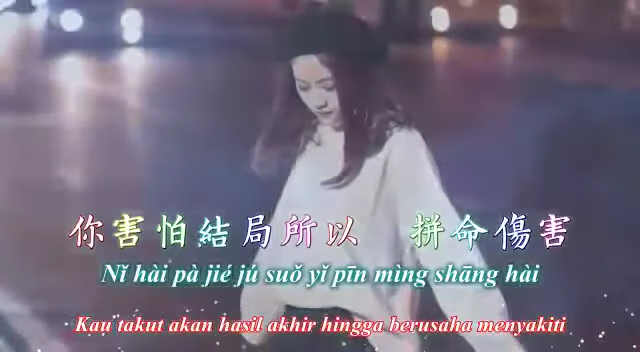 你害怕結局所以 拼命傷害
Nǐ hài pà jié jú suǒ yǐ pīn mìng shāng hài
Kau takut akan hasil akhir hingga berusaha menyakiti